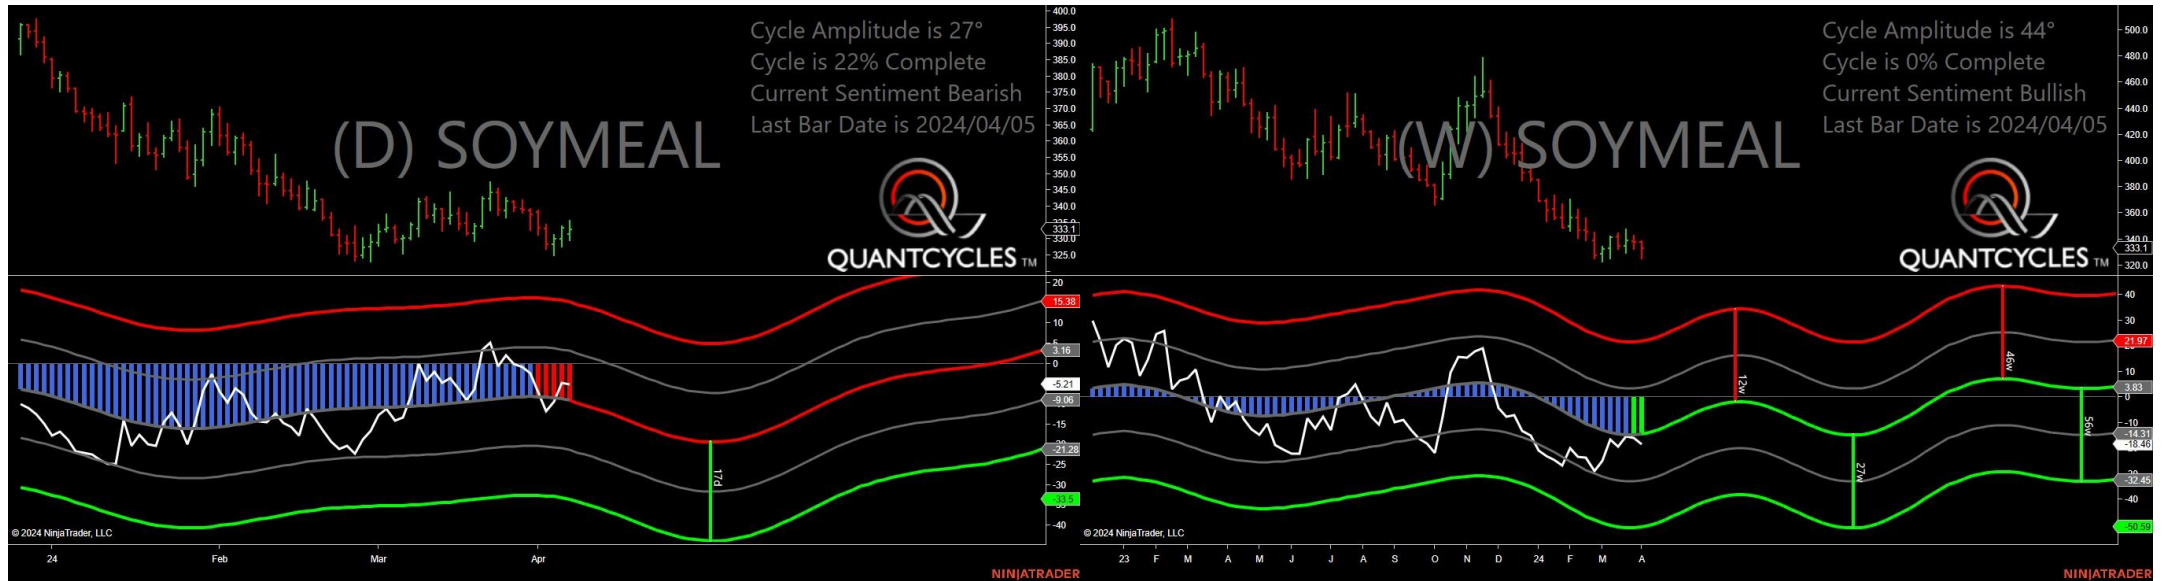 Cycle Amplitude is 27°
Cycle is 22% Complete
Current Sentiment Bearish
Last Bar Date is 2024/04/05
(D) SOYMEAL
QUANTCYCLES TM
400.0
395.0
390.0
385.0
380.0
375.0
370.0
365.0
360.0
355.0
350.0
345.0
340.0
335.0
333.1
330.0
325.0
20
15.38
10
5
3.16
0
-5.21
-9.06
-15
-21.28
-25
-30
-33.5
-40
17d
© 2024 NinjaTrader, LLC
24 Feb Mar Apr
NINJATRADER
Cycle Amplitude is 44°
Cycle is 0% Complete
Current Sentiment Bullish
Last Bar Date is 2024/04/05
(W) SOYMEAL
QUANTCYCLES TM
500.0
480.0
460.0
440.0
420.0
400.0
380.0
360.0
340.0
333.1
320.0
40
30
21.97
10
3.83
0
-10
-14.31
-18.46
-32.45
-40
-50.59
12w
27w
46w
56w
© 2024 NinjaTrader, LLC
23 F M A M J J A S O N D 24 F M A
NINJATRADER